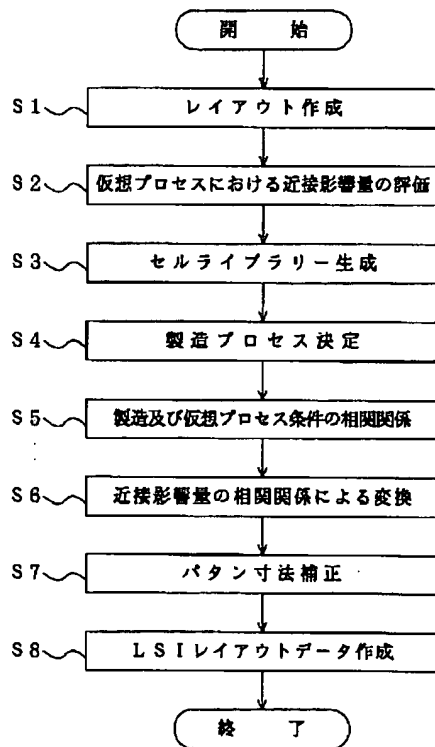 開始
S1 レイアウト作成
S2 仮想プロセスにおける近接影響量の評価
S3 セルライブラリー生成
S4 製造プロセス決定
S5 製造及び仮想プロセス条件の相関関係
S6 近接影響量の相関関係による変換
S7 パタン寸法補正
S8 LSIレイアウトデータ作成
終了